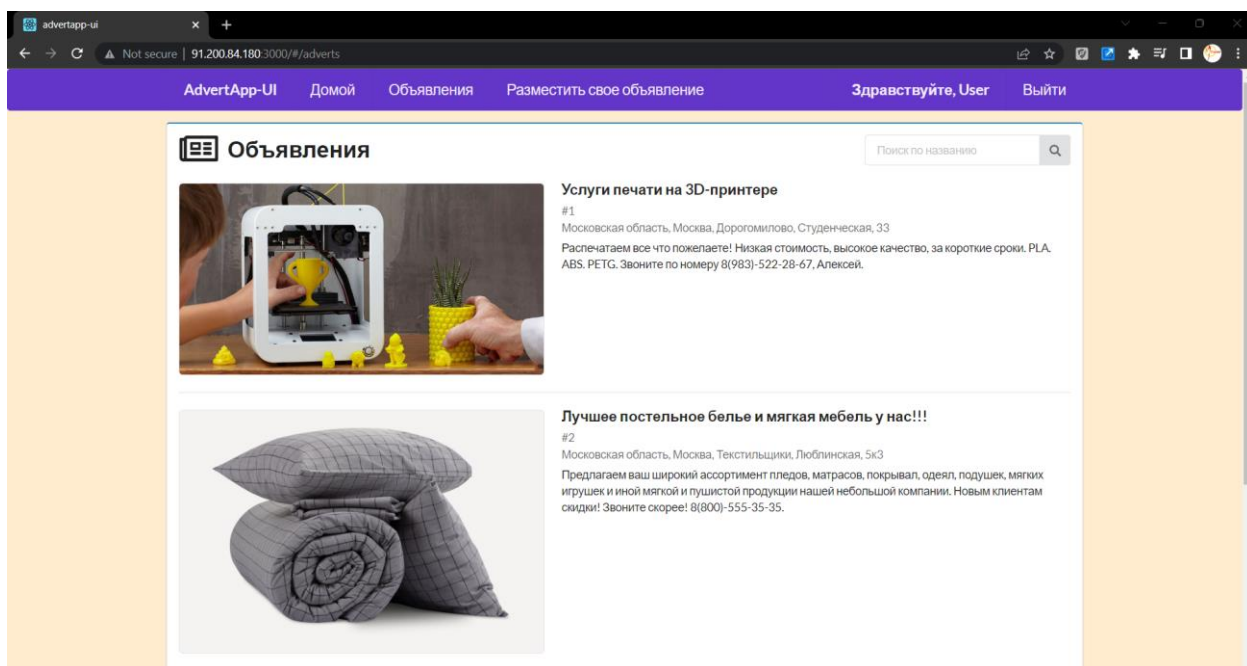 advertapp-ui
Not secure | 91.200.84.180:3000/#/adverts
AdvertApp-UI Домой Объявления Разместить свое объявление Здравствуйте, User Выйти
Объявления
Поиск по названию
Услуги печати на 3D-принтере
#1
Московская область, Москва, Дорогомилово, Студенческая, 33
Распечатаем все что пожелаете! Низкая стоимость, высокое качество, за короткие сроки. PLA.
ABS. PETG. Звоните по номеру 8(983)-522-28-67, Алексей.
Лучшее постельное белье и мягкая мебель у нас!!!
#2
Московская область, Москва, Текстильщики, Люблинская, 5к3
Предлагаем ваш широкий ассортимент пледов, матрасов, покрывал, одеял, подушек, мягких
игрушек и иной мягкой и пушистой продукции нашей небольшой компании. Новым клиентам
скидки! Звоните скорее! 8(800)-555-35-35.